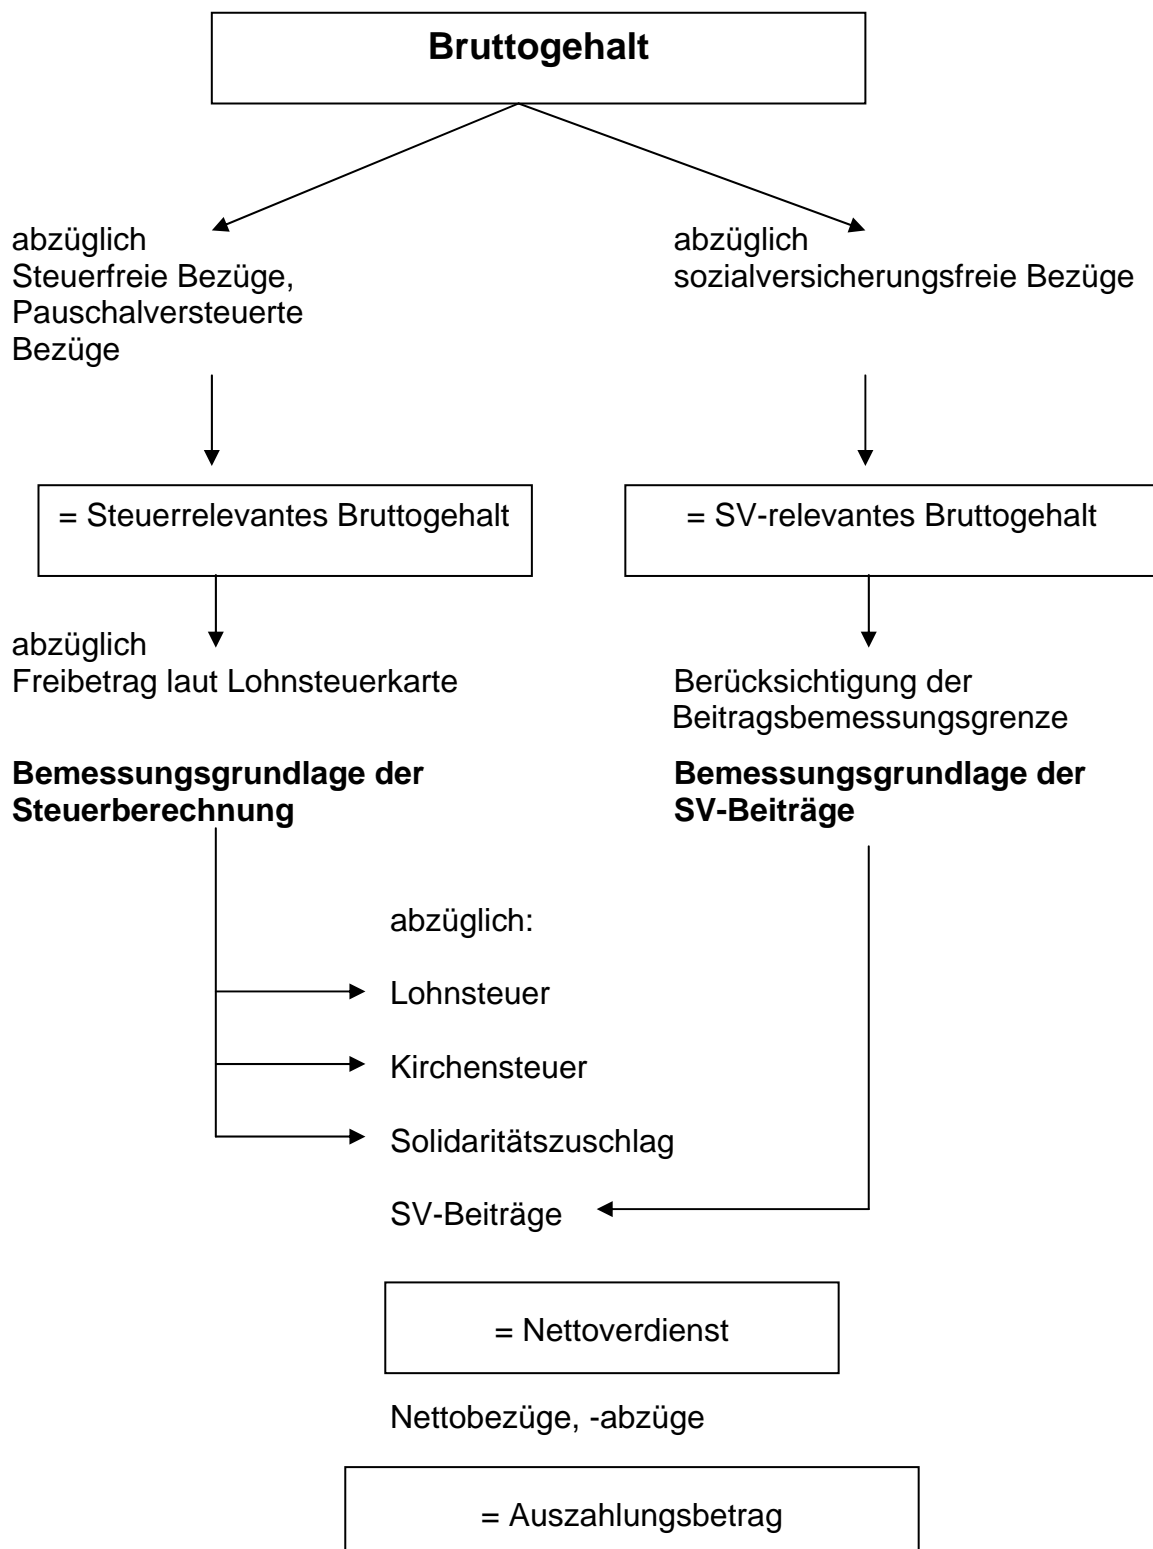 Bruttogehalt
abzüglich
Steuerfreie Bezüge,
Pauschalversteuerte
Bezüge
abzüglich
sozialversicherungsfreie Bezüge
= Steuerrelevantes Bruttogehalt
= SV-relevantes Bruttogehalt
abzüglich
Freibetrag laut Lohnsteuerkarte
Berücksichtigung der
Beitragsbemessungsgrenze
Bemessungsgrundlage der
Steuerberechnung
Bemessungsgrundlage der
SV-Beiträge
abzüglich:
Lohnsteuer
Kirchensteuer
Solidaritätszuschlag
SV-Beiträge
= Nettoverdienst
Nettobezüge, -abzüge
= Auszahlungsbetrag